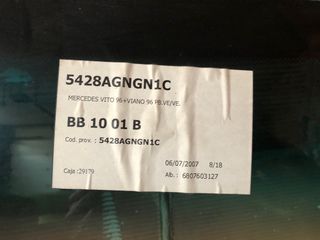 5428AGNGN1C
MERCEDES VITO 96+VIANO 96 PB.VE/VE.
BB 10 01 B
Cod. prov. : 5428AGNGN1C
06/07/2007 8/18
Caja :29179 Alb. : 6807603127